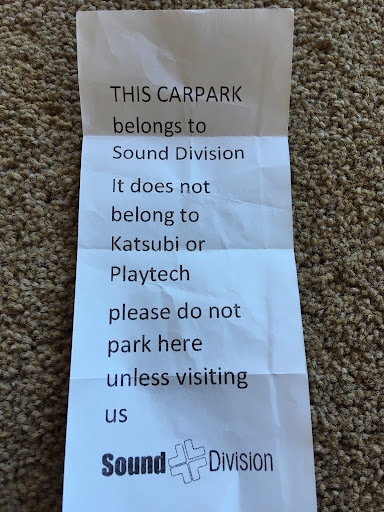 THIS CARPARK
belongs to
Sound Division
It does not
belong to
Katsubi or
Playtech
please do not
park here
unless visiting
us
Sound Division